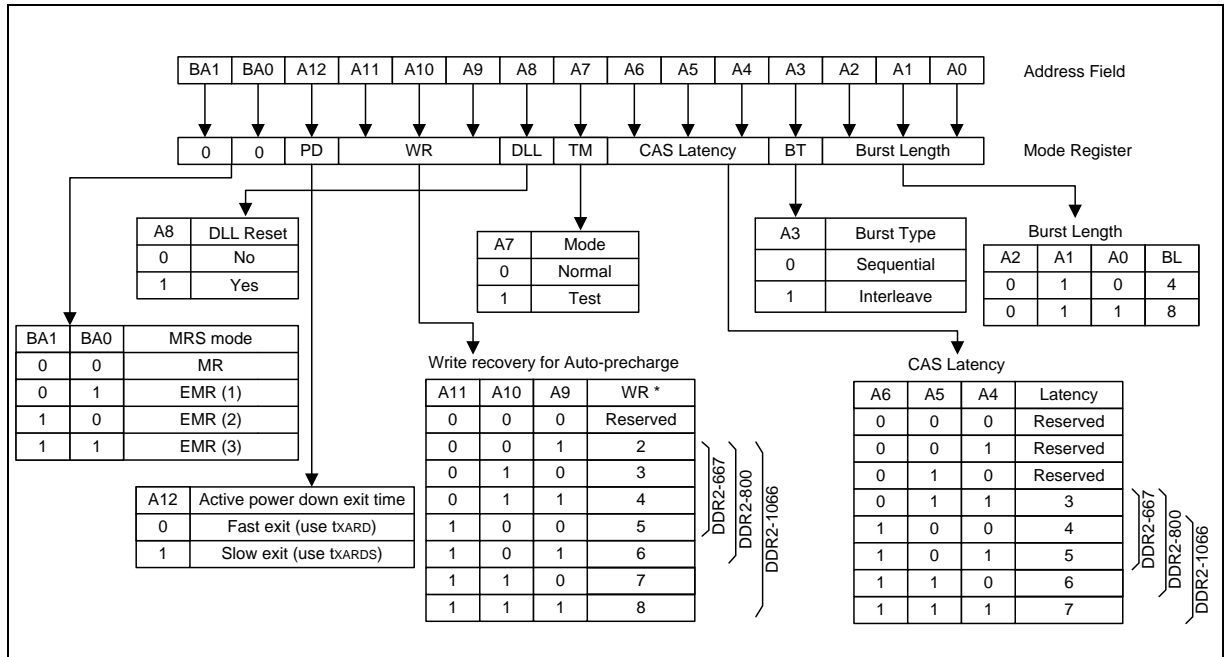 BA1 BA0 A12 A11 A10 A9 A8 A7 A6 A5 A4 A3 A2 A1 A0 Address Field
0 0 PD WR DLL TM CAS Latency BT Burst Length Mode Register
A8 DLL Reset
0 No
1 Yes
A7 Mode
0 Normal
1 Test
A3 Burst Type
0 Sequential
1 Interleave
Burst Length
A2 A1 A0 BL
0 1 0 4
0 1 1 8
BA1 BA0 MRS mode
0 0 MR
0 1 EMR (1)
1 0 EMR (2)
1 1 EMR (3)
A12 Active power down exit time
0 Fast exit (use tXARD)
1 Slow exit (use tXARDS)
Write recovery for Auto-precharge
A11 A10 A9 WR *
0 0 0 Reserved
0 0 1 2
0 1 0 3
0 1 1 4
1 0 0 5
1 0 1 6
1 1 0 7
1 1 1 8
DDR2-667
DDR2-800
DDR2-1066
CAS Latency
A6 A5 A4 Latency
0 0 0 Reserved
0 0 1 Reserved
0 1 0 Reserved
0 1 1 3
1 0 0 4
1 0 1 5
1 1 0 6
1 1 1 7
DDR2-667
DDR2-800
DDR2-1066